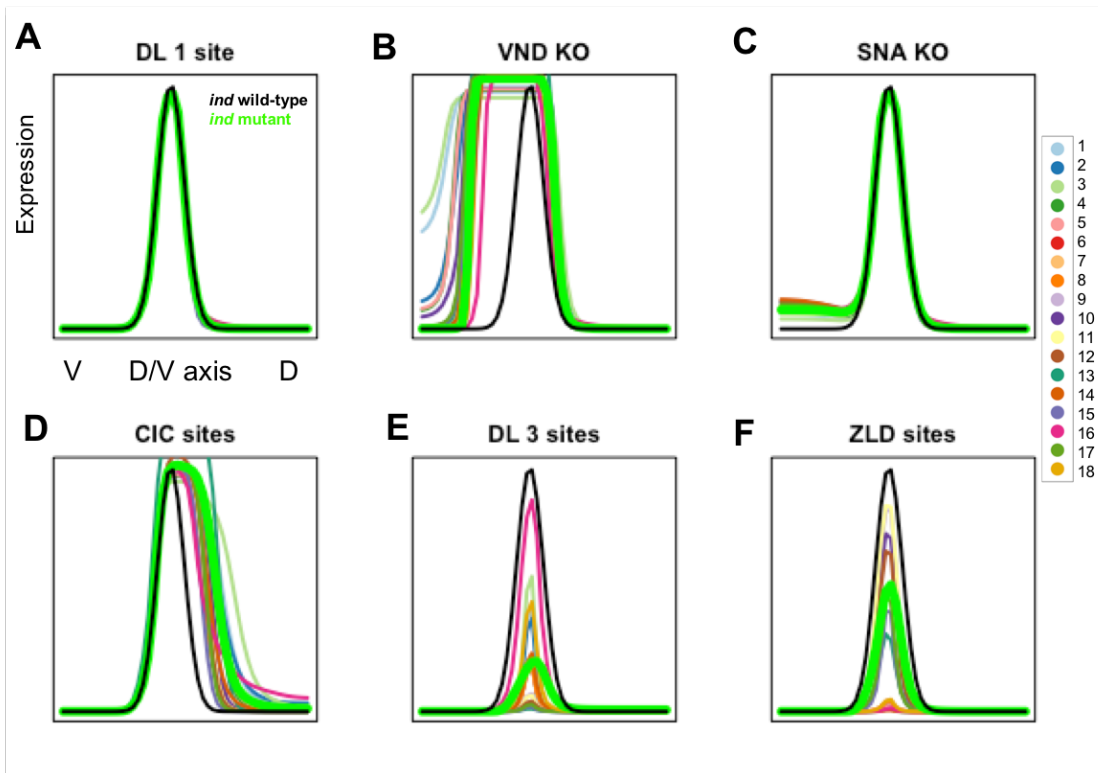 A
DL 1 site
B
VND KO
C
SNA KO
ind wild-type
ind mutant
Expression
V D/V axis D
D
CIC sites
E
DL 3 sites
F
ZLD sites
1
2
3
4
5
6
7
8
9
10
11
12
13
14
15
16
17
18